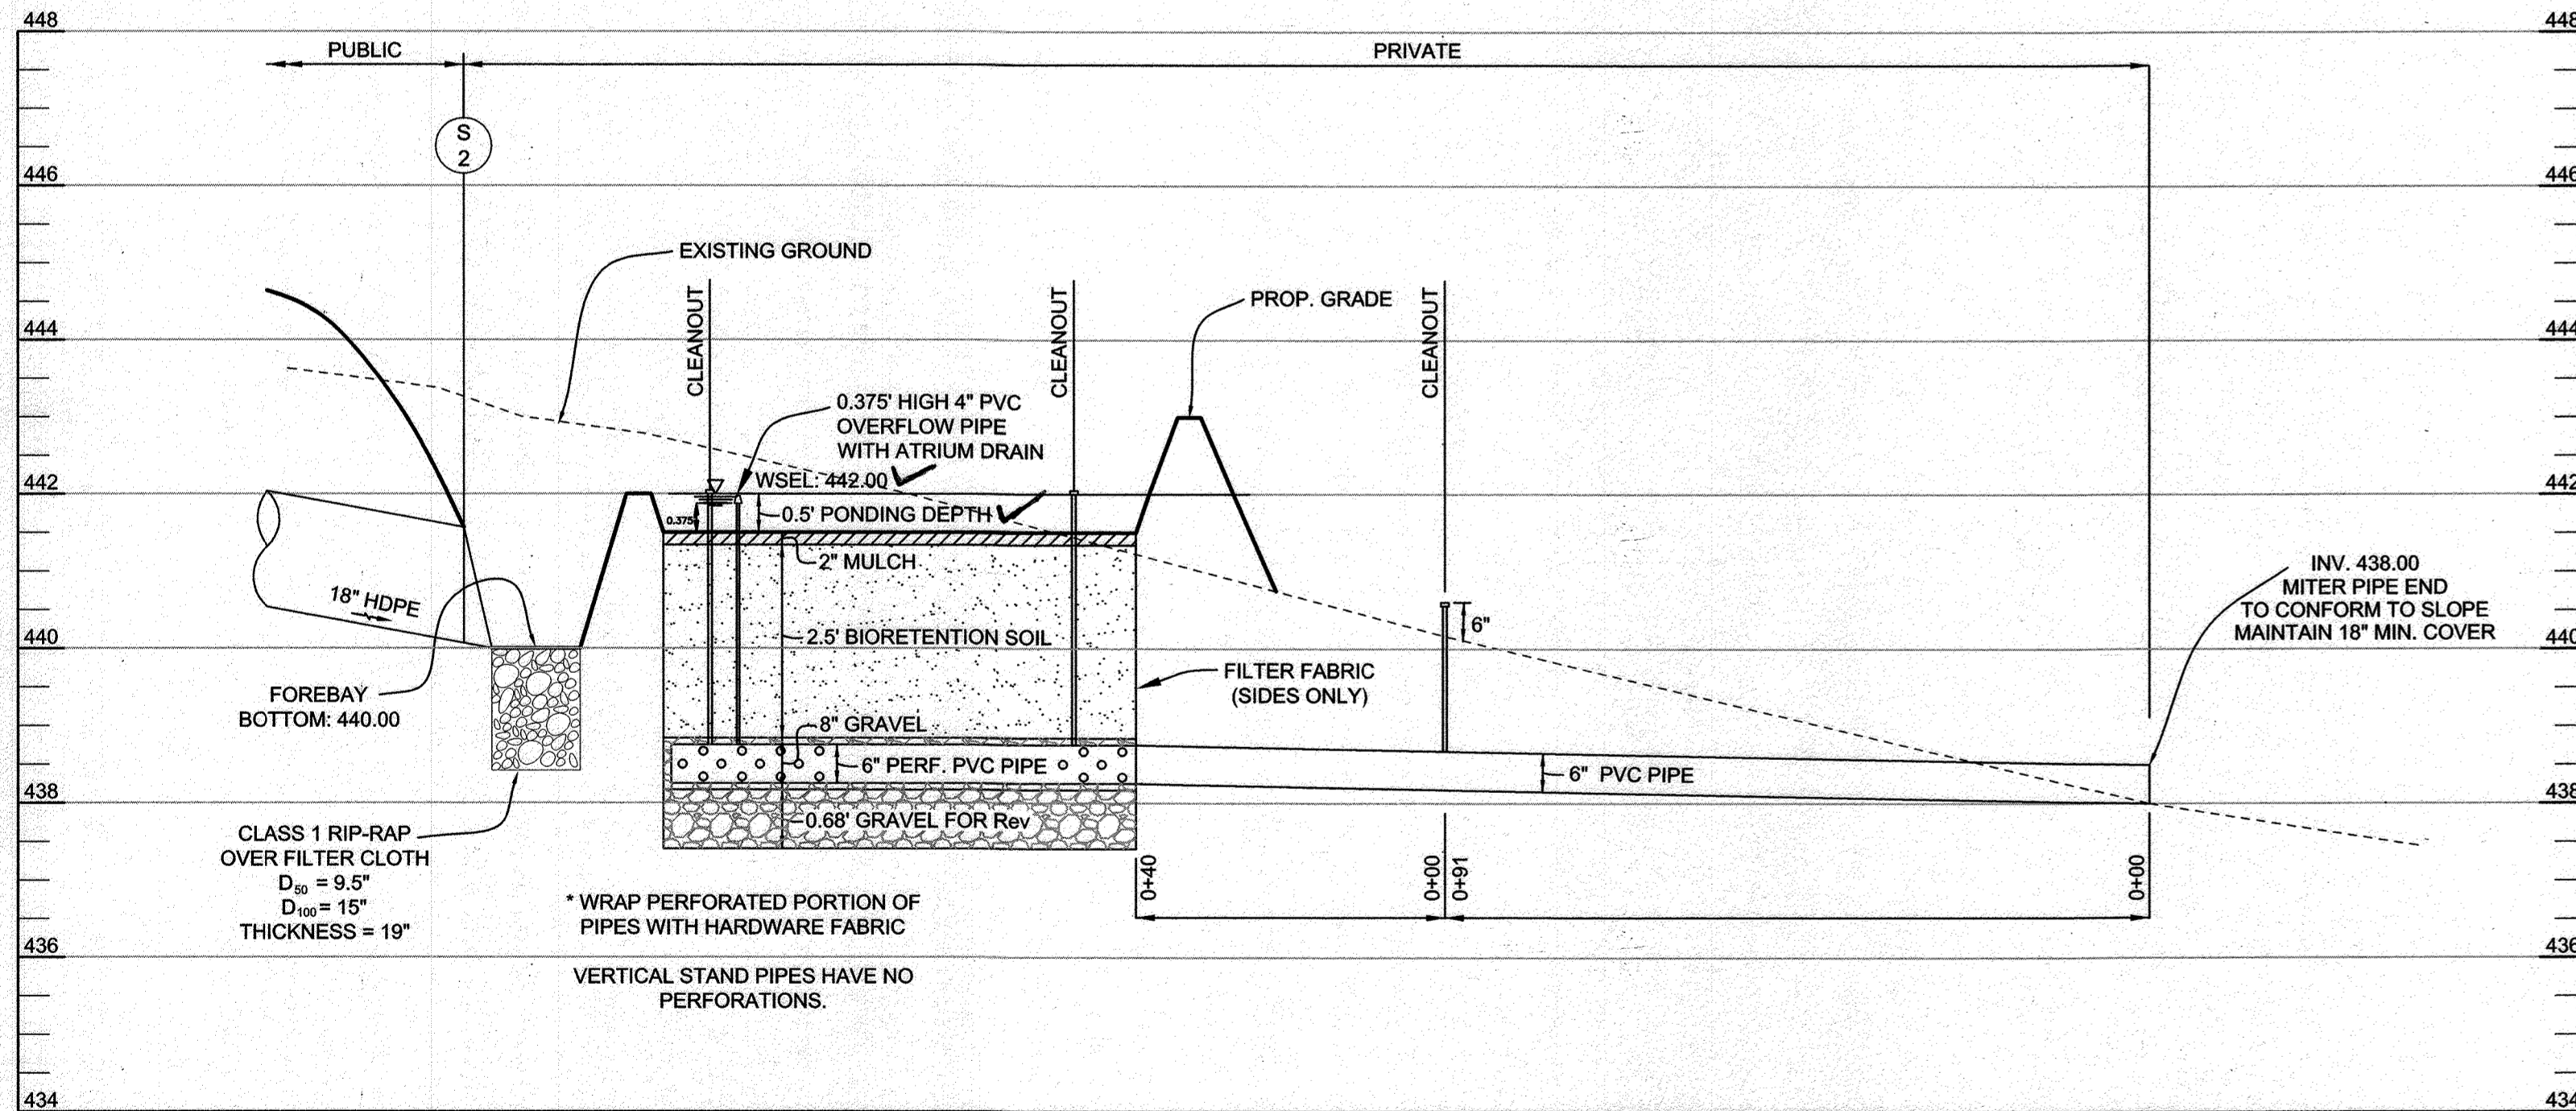 448
448
PUBLIC
PRIVATE
S
2
446
446
EXISTING GROUND
CLEANOUT
CLEANOUT
CLEANOUT
PROP. GRADE
444
444
0.375' HIGH 4" PVC
OVERFLOW PIPE
WITH ATRIUM DRAIN
WSEL: 442.00
442
442
0.375
0.5' PONDING DEPTH
2" MULCH
18" HDPE
INV. 438.00
MITER PIPE END
TO CONFORM TO SLOPE
MAINTAIN 18" MIN. COVER
6"
440
440
2.5' BIORETENTION SOIL
FILTER FABRIC
(SIDES ONLY)
FOREBAY
BOTTOM: 440.00
8" GRAVEL
6" PERF. PVC PIPE
6" PVC PIPE
438
438
0.68' GRAVEL FOR Rev
CLASS 1 RIP-RAP
OVER FILTER CLOTH
D50 = 9.5"
D100 = 15"
THICKNESS = 19"
0+40
0+00
0+91
0+00
* WRAP PERFORATED PORTION OF
PIPES WITH HARDWARE FABRIC
436
436
VERTICAL STAND PIPES HAVE NO
PERFORATIONS.
434
434